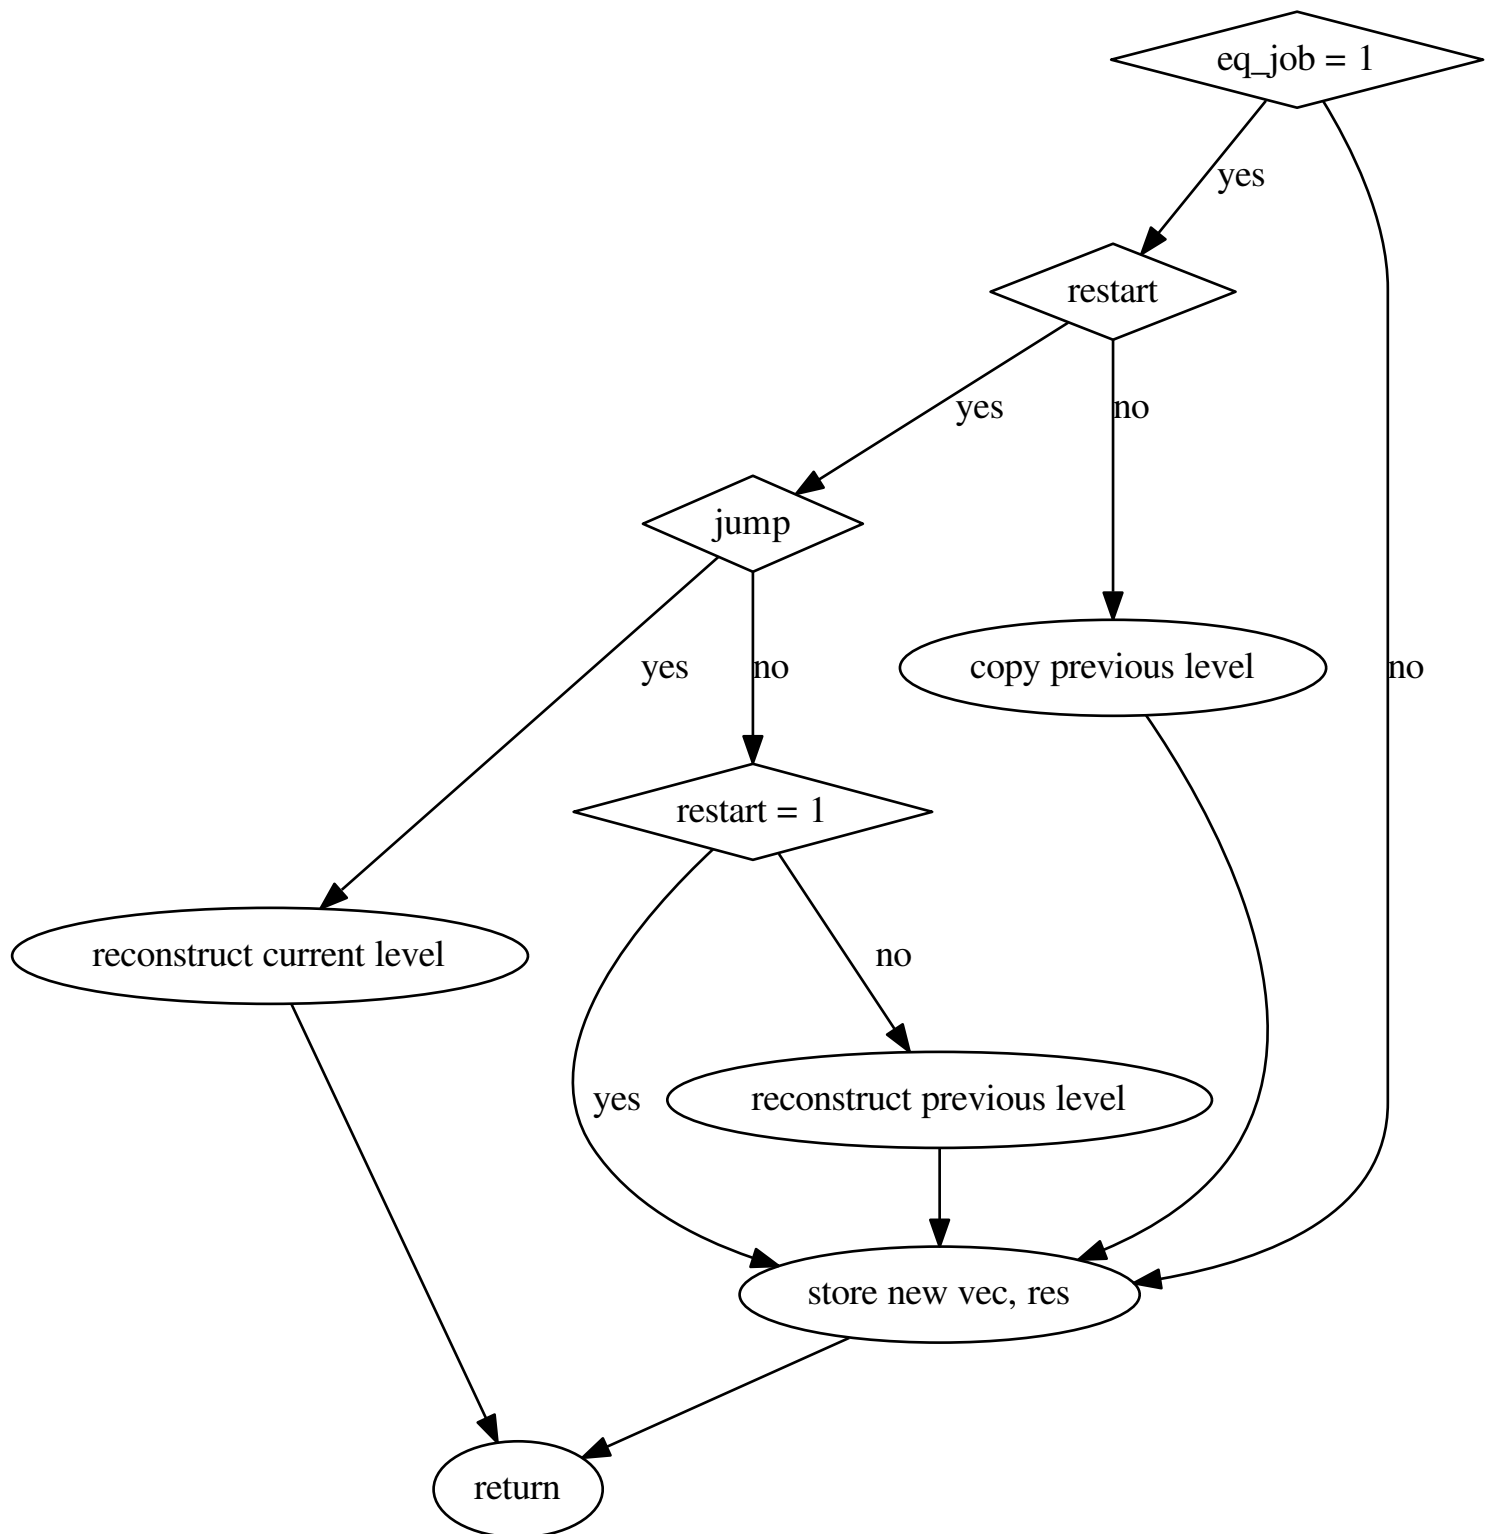 eq_job = 1
yes
restart
yes
no
jump
yes
no
copy previous level
no
restart = 1
reconstruct current level
no
yes
reconstruct previous level
store new vec, res
return